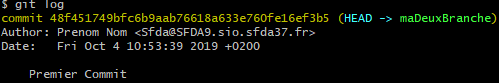 $ git log
commit 48f451749bfc6b9aab76618a633e760fe16ef3b5 (HEAD -> maDeuxBranche)
Author: Prenom Nom <Sfda@SFDA9.sio.sfda37.fr>
Date:   Fri Oct 4 10:53:39 2019 +0200
    Premier Commit